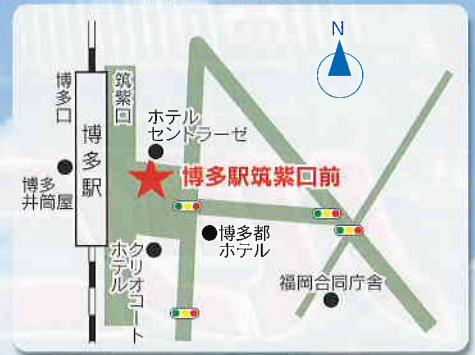 N
博多口
筑紫口
博多駅
ホテル
セントラーゼ
博多
井筒屋
博多駅筑紫口前
博多都
ホテル
クリオコート
ホテル
福岡合同庁舎